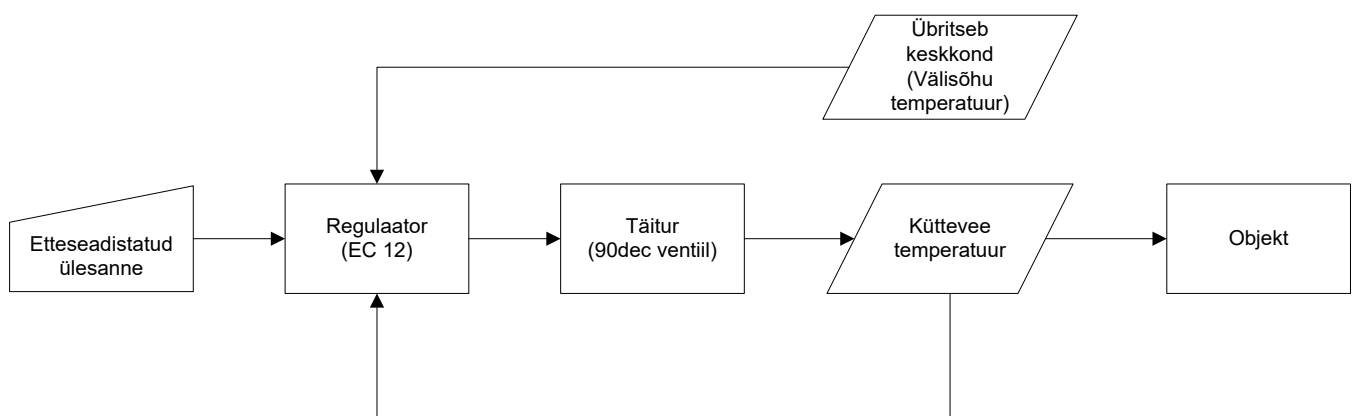 Übritseb
keskkond
(Välisõhu
temperatuur)
Etteseadistatud
ülesanne
Regulaator
(EC 12)
Täitur
(90dec ventiil)
Küttevee
temperatuur
Objekt